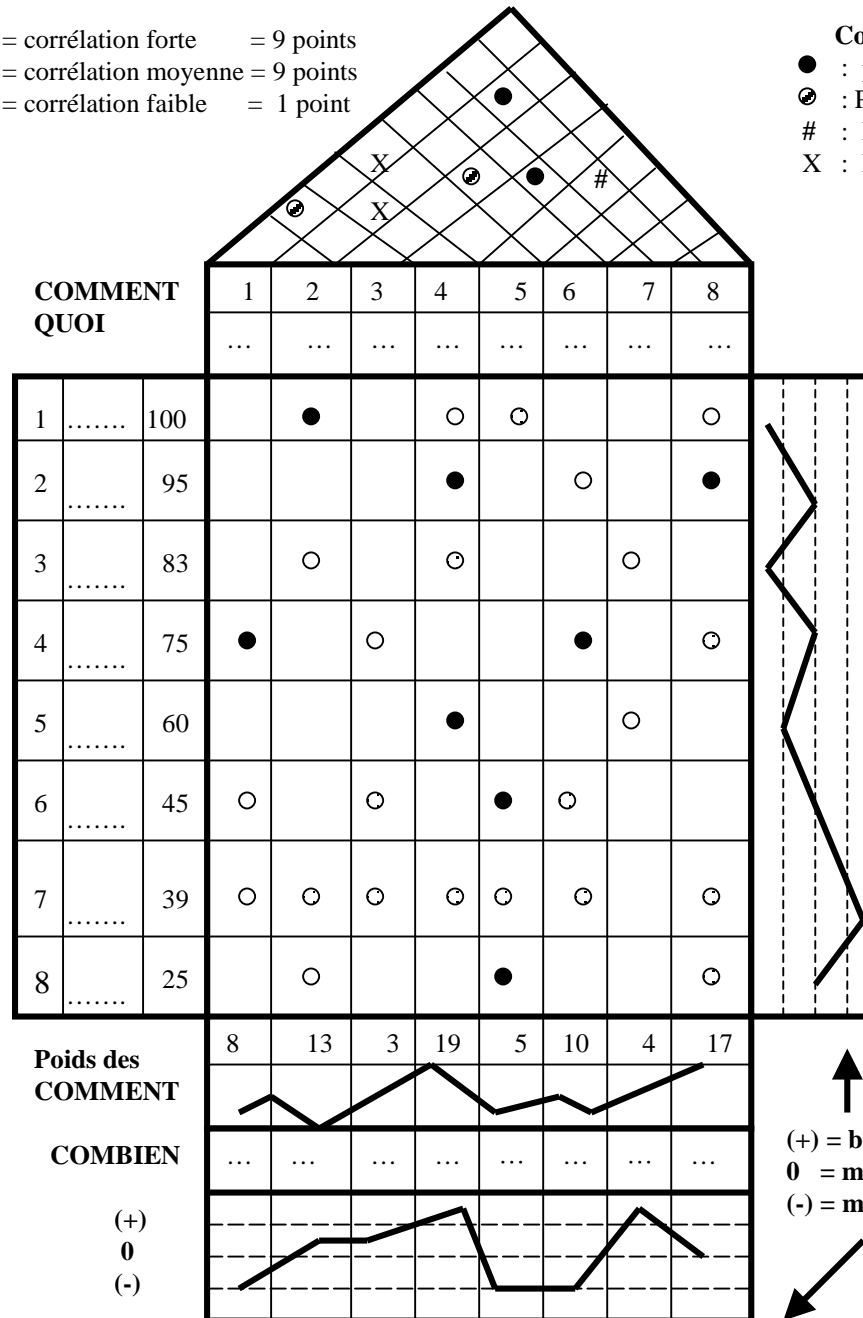 = corrélation forte = 9 points
= corrélation moyenne = 9 points
= corrélation faible = 1 point
: 
: 
# :
X :
X
#
X
COMMENT 1 2 3 4 5 6 7 8
QUOI
... ... ... ... ... ... ... ...
1 ....... 100
2 ....... 95
3 ....... 83
4 ....... 75
5 ....... 60
6 ....... 45
7 ....... 39
8 ....... 25
Poids des 8 13 3 19 5 10 4 17
COMMENT
COMBIEN ... ... ... ... ... ... ... ...
(+) =
0 =
(-) =
(+)
0
(-)